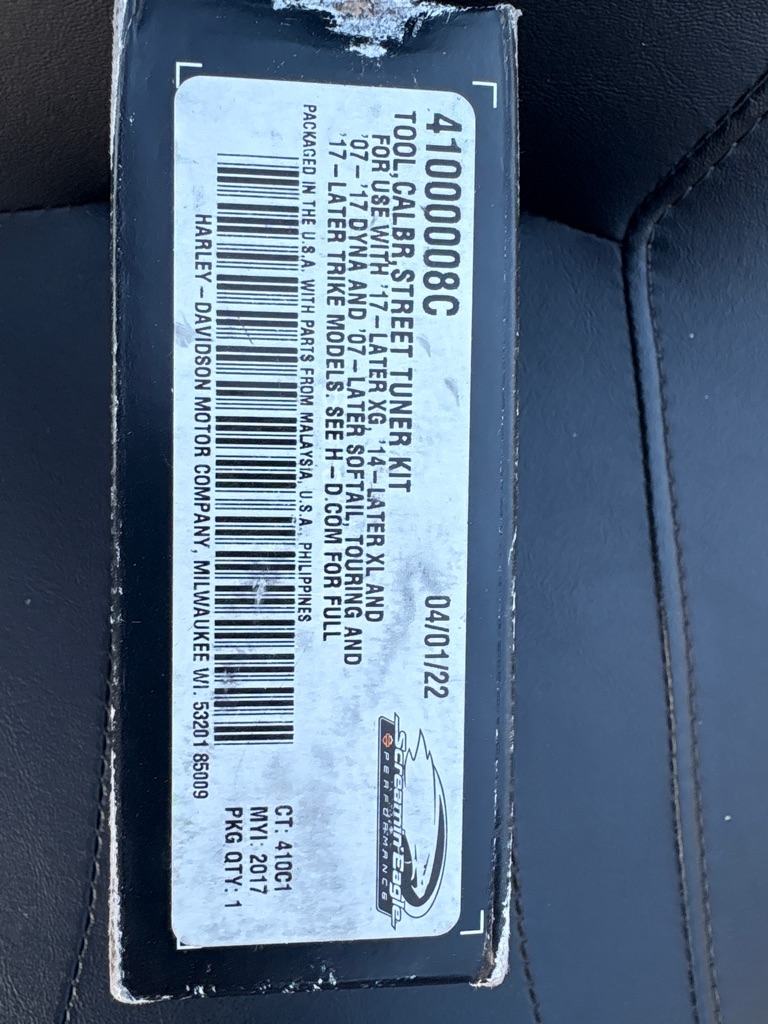 41000008C
04/01/22
TOOL,CALBR,STREET TUNER KIT
FOR USE WITH '17-LATER XG, '14-LATER XL AND
'07-'17 DYNA AND '07-LATER SOFTAIL, TOURING AND
'17-LATER TRIKE MODELS. SEE H-D.COM FOR FULL
PACKAGED IN THE U.S.A. WITH PARTS FROM MALAYSIA, U.S.A., PHILIPPINES
HARLEY-DAVIDSON MOTOR COMPANY, MILWAUKEE WI. 53201 85009
Screamin' Eagle
PERFORMANCE
CT: 410C1
MYI: 2017
PKG QTY: 1